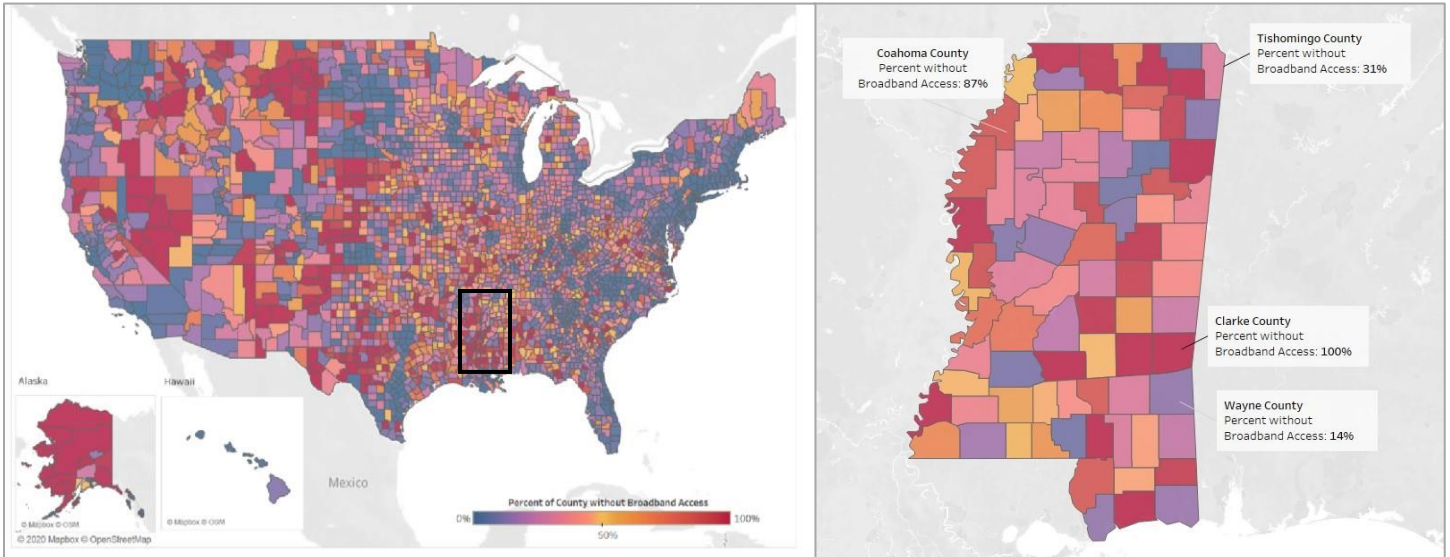 Alaska
© Mapbox © OSM
© 2020 Mapbox © OpenStreetMap
Hawaii
© Mapbox © OSM
Mexico
Percent of County without Broadband Access
0%
100%
50%
Coahoma County
Percent without
Broadband Access: 87%
Tishomingo County
Percent without
Broadband Access: 31%
Clarke County
Percent without
Broadband Access: 100%
Wayne County
Percent without
Broadband Access: 14%